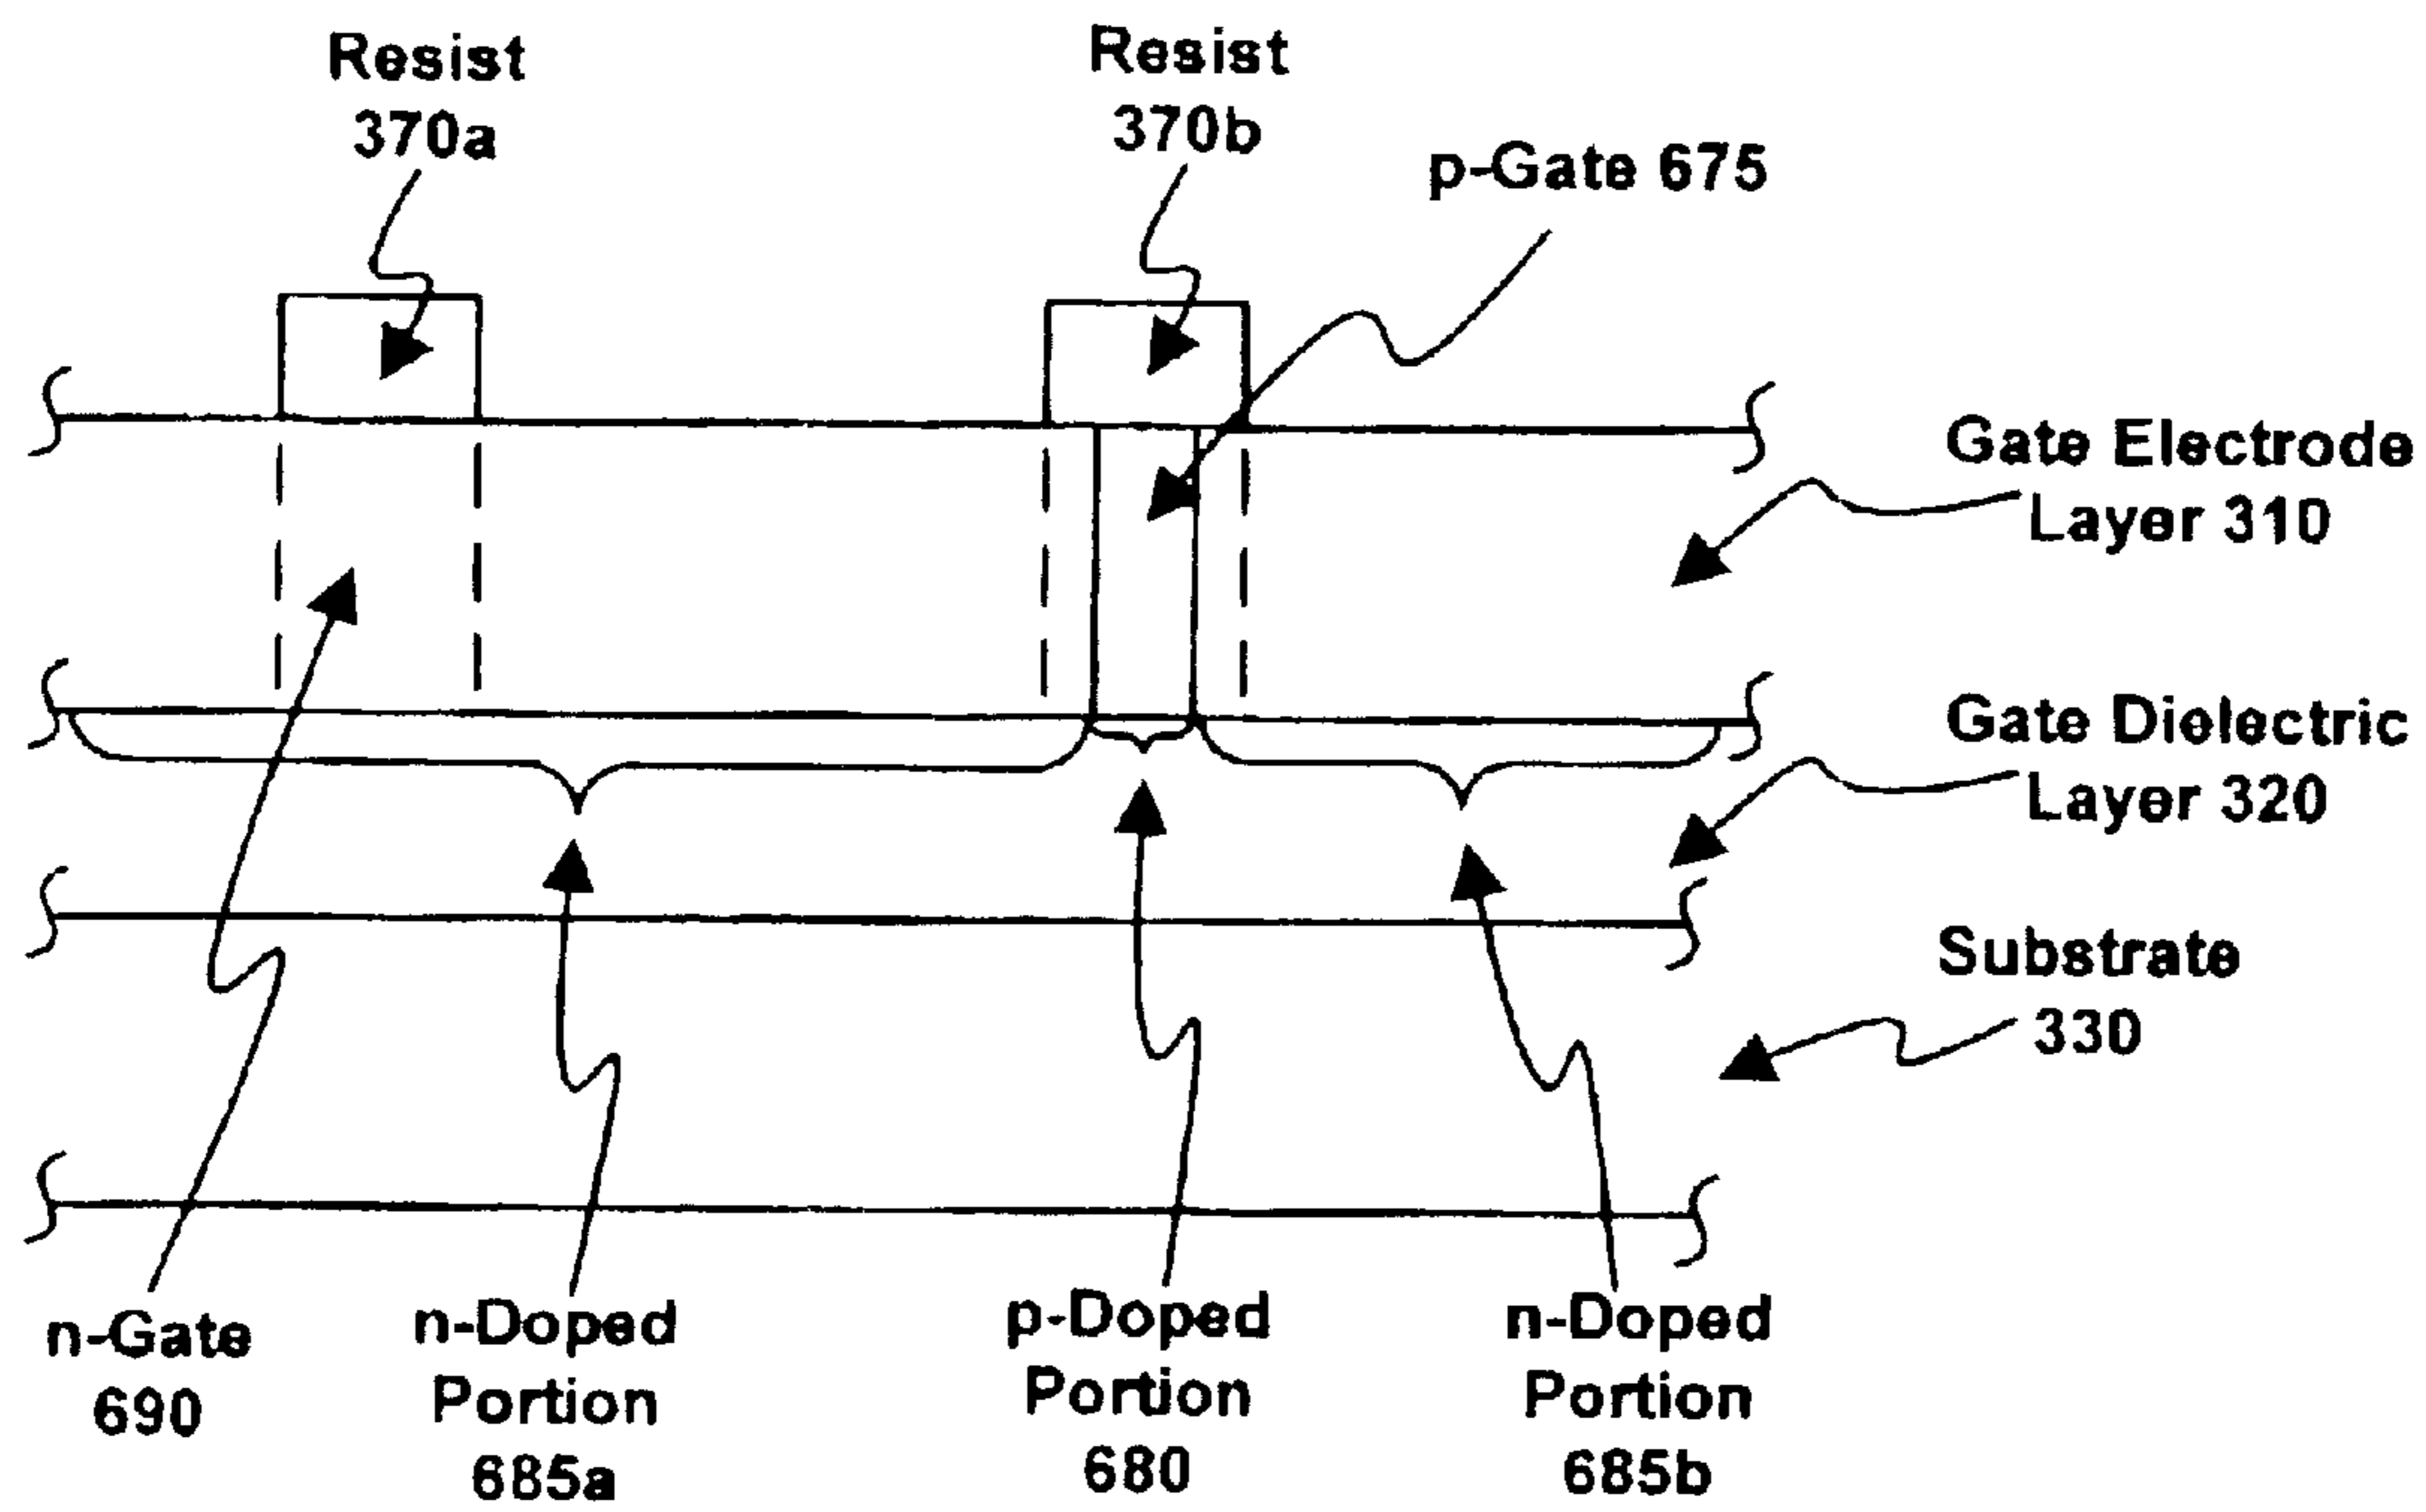 Resist
370a
Resist
370b
p-Gate 675
Gate Electrode
Layer 310
Gate Dielectric
Layer 320
Substrate
330
n-Gate
690
n-Doped
Portion
685a
p-Doped
Portion
680
n-Doped
Portion
685b